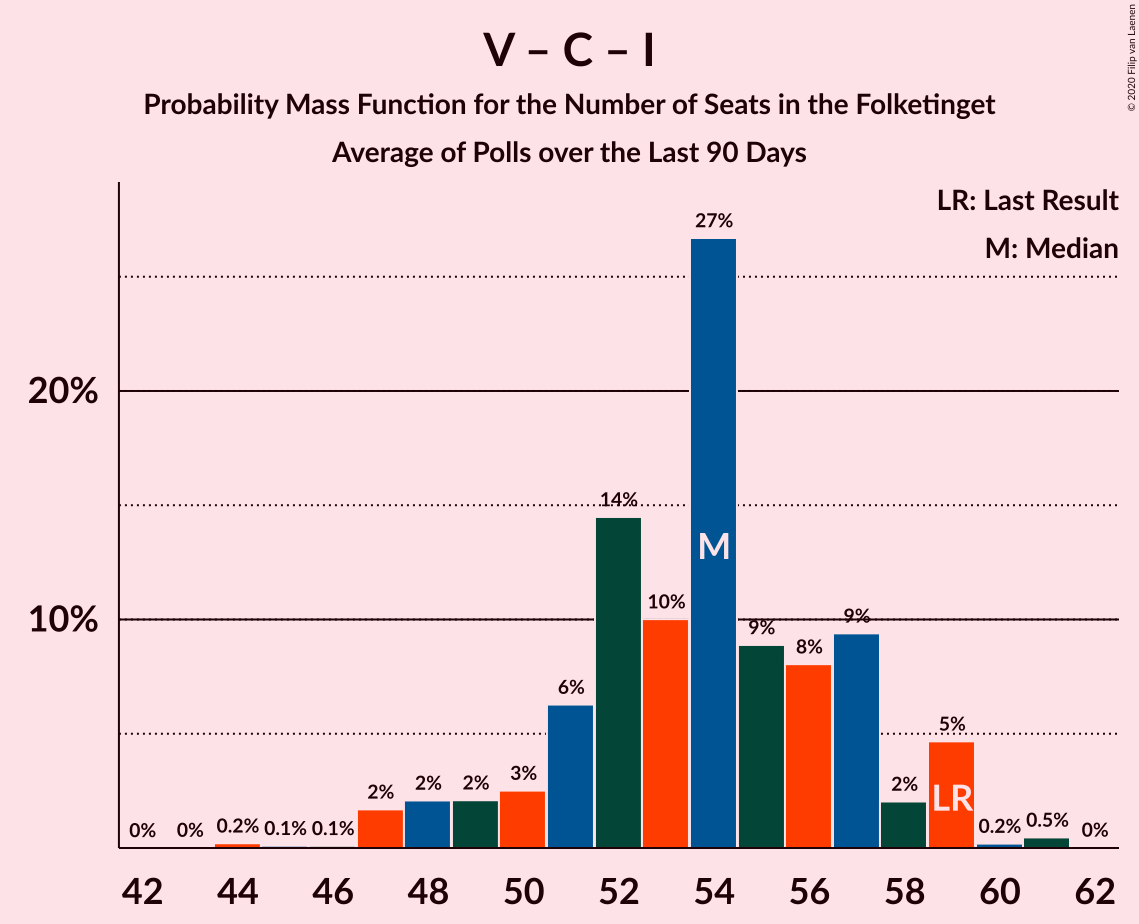 V – C – I
Probability Mass Function for the Number of Seats in the Folketinget
Average of Polls over the Last 90 Days
© 2020 Filip van Laenen
LR: Last Result
M: Median
20%
10%
0%
0%
0.2%
0.1%
0.1%
2%
2%
2%
3%
6%
14%
10%
27%
9%
8%
9%
2%
5%
0.2%
0.5%
0%
M
LR
42 44 46 48 50 52 54 56 58 60 62